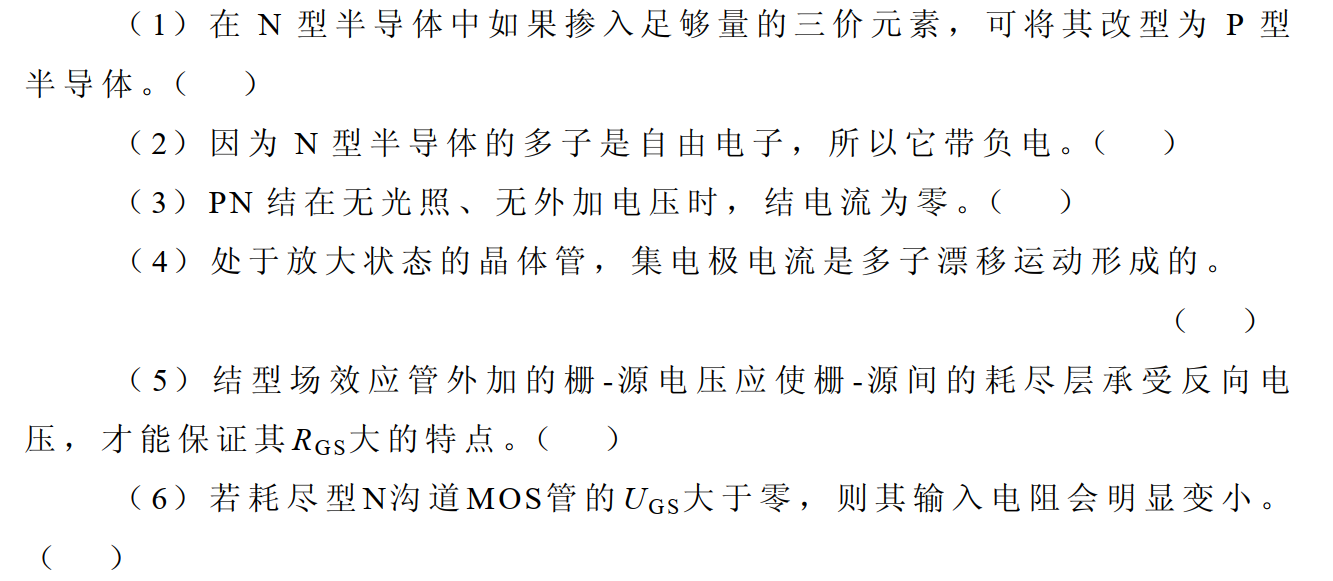 （1）在 N 型半导体中如果掺入足够量的三价元素，可将其改型为 P 型
半导体。（ ）
（2）因为 N 型半导体的多子是自由电子，所以它带负电。（ ）
（3）PN 结在无光照、无外加电压时，结电流为零。（ ）
（4）处于放大状态的晶体管，集电极电流是多子漂移运动形成的。
（ ）
（5）结型场效应管外加的栅-源电压应使栅-源间的耗尽层承受反向电
压，才能保证其RGS大的特点。（ ）
（6）若耗尽型N沟道MOS管的UGS大于零，则其输入电阻会明显变小。
（ ）